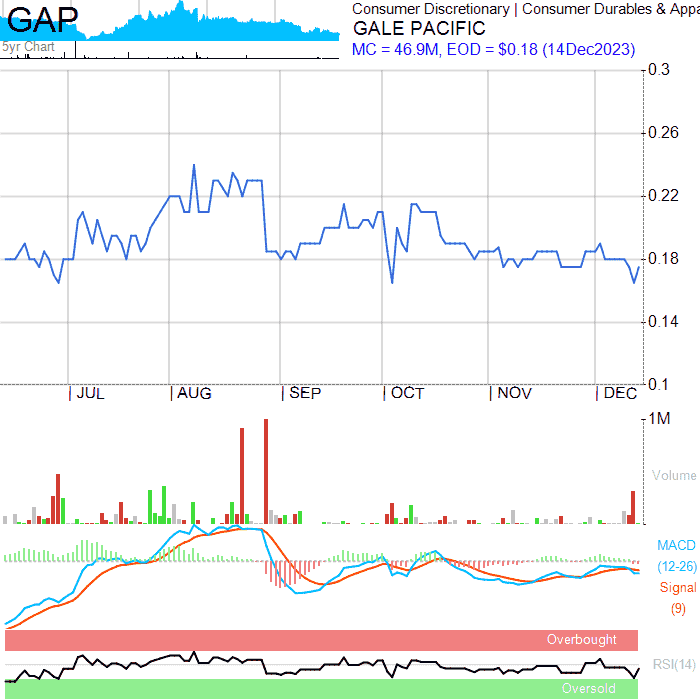 GAP
5yr Chart
Consumer Discretionary | Consumer Durables & Appa
GALE PACIFIC
MC = 46.9M, EOD = $0.18 (14Dec2023)
0.3
0.26
0.22
0.18
0.14
0.1
JUL
AUG
SEP
OCT
NOV
DEC
1M
Volume
MACD
(12-26)
Signal
(9)
Overbought
RSI(14)
Oversold